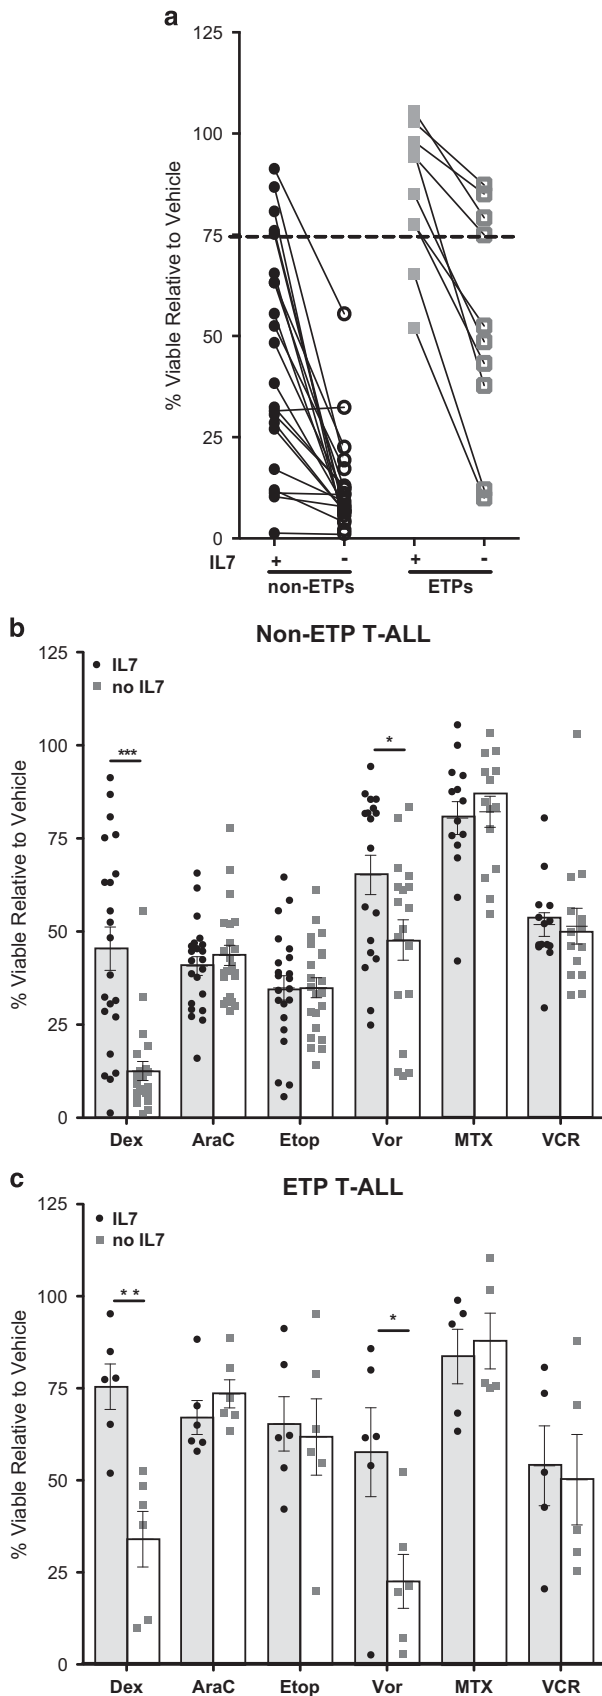 a
% Viable Relative to Vehicle
125
100
75
50
25
0
IL7 + - + -
non-ETPs ETPs
b
Non-ETP T-ALL
% Viable Relative to Vehicle
125
100
75
50
25
0
IL7
no IL7
***
*
Dex AraC Etop Vor MTX VCR
c
ETP T-ALL
% Viable Relative to Vehicle
125
100
75
50
25
0
IL7
no IL7
* *
*
Dex AraC Etop Vor MTX VCR